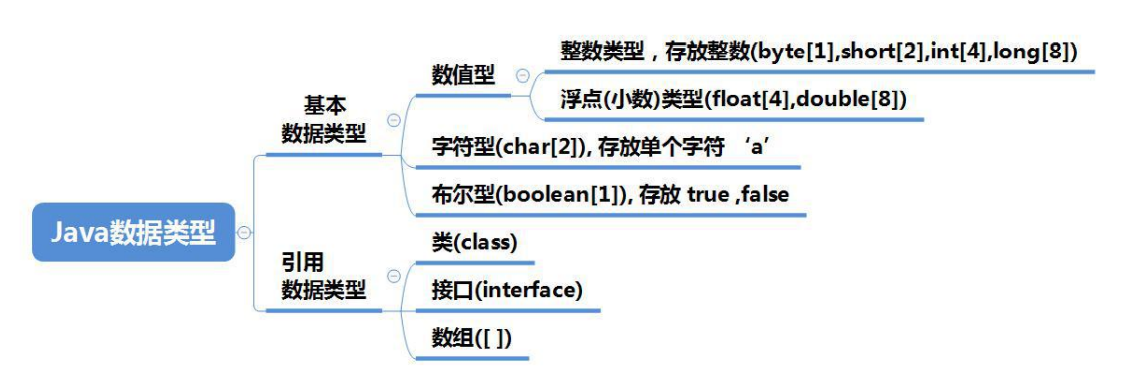 Java数据类型
基本
数据类型
数值型
整数类型，存放整数(byte[1],short[2],int[4],long[8])
浮点(小数)类型(float[4],double[8])
字符型(char[2]), 存放单个字符 ‘a’
布尔型(boolean[1]), 存放 true ,false
引用
数据类型
类(class)
接口(interface)
数组([ ])